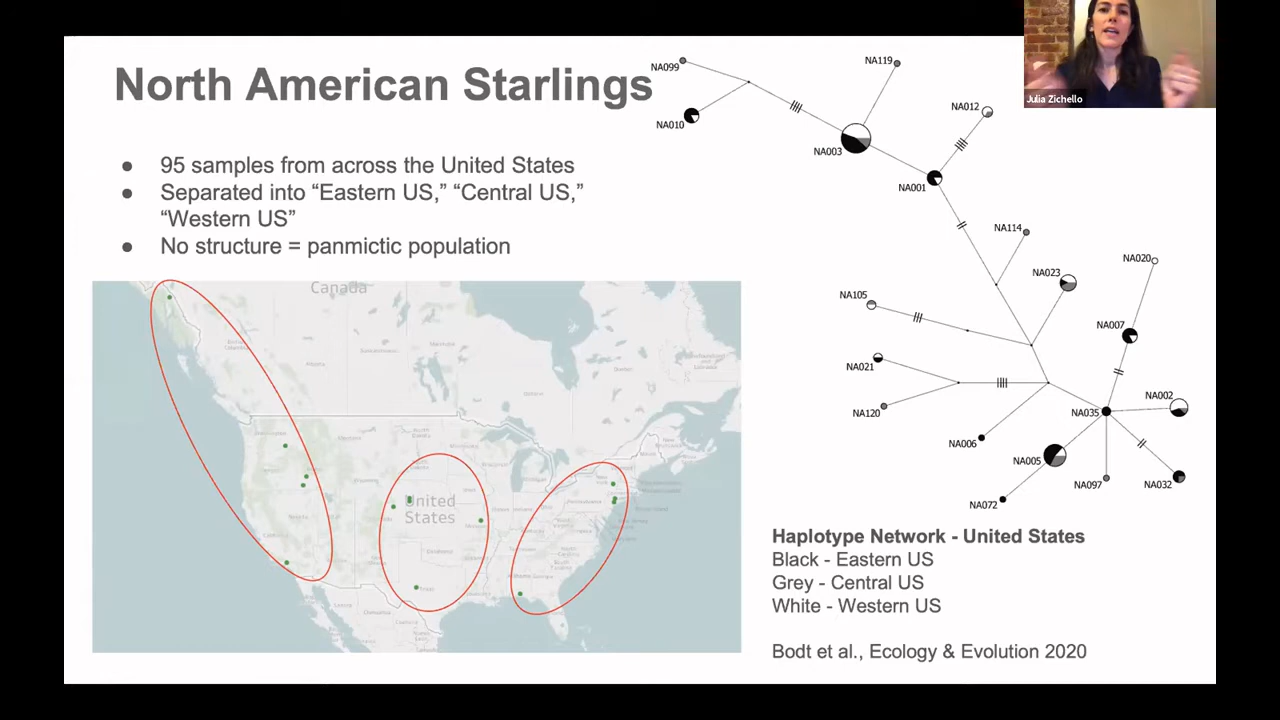 North American Starlings
● 95 samples from across the United States
● Separated into “Eastern US,” “Central US,”
“Western US”
● No structure = panmictic population
Canada
United
States
Texas
NA099
NA010
NA119
NA003
NA012
NA001
NA114
NA023
NA020
NA105
NA007
NA021
NA002
NA120
NA035
NA006
NA005
NA097
NA032
NA072
Haplotype Network - United States
Black - Eastern US
Grey - Central US
White - Western US
Bodt et al., Ecology & Evolution 2020
Julia Zichello